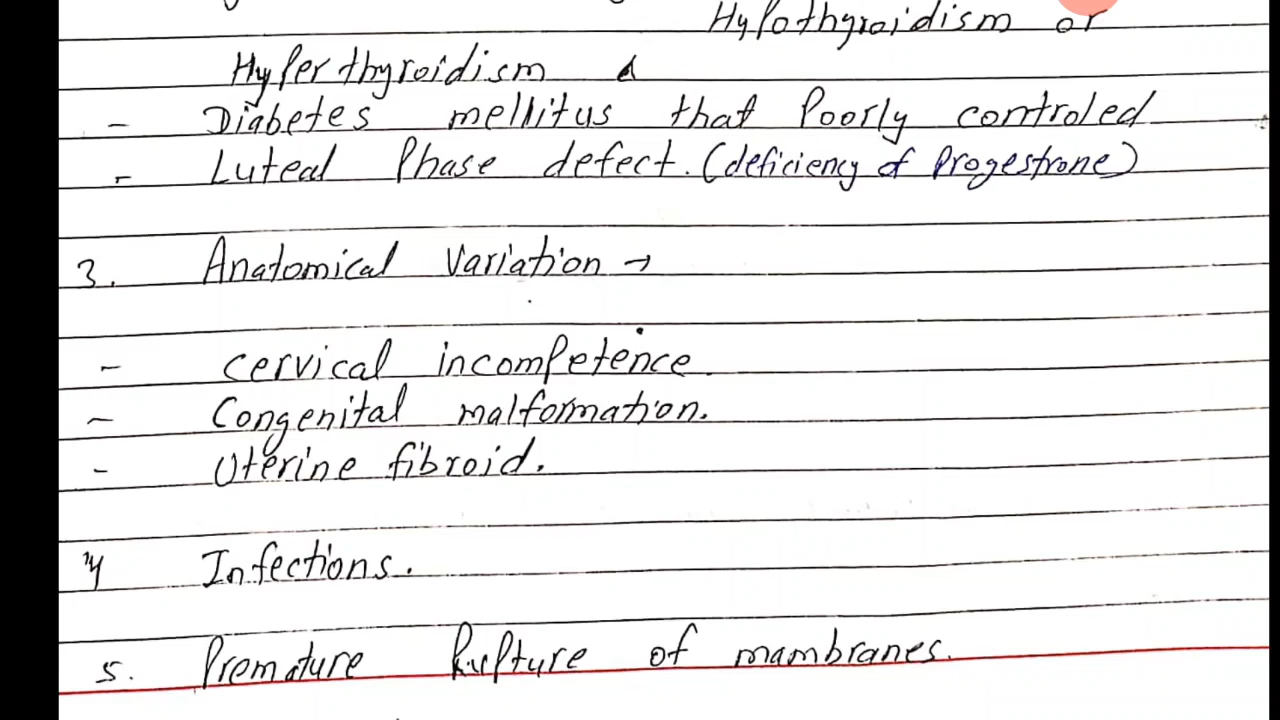 Hypothyroidism or
Hyperthyroidism
- Diabetes mellitus that Poorly controled
- Luteal Phase defect. (deficieny of Progestrone)
3. Anatomical Variation →
- cervical incompetence
- Congenital malformation.
- Uterine fibroid.
4 Infections.
5. Premature Rupture of mambranes.